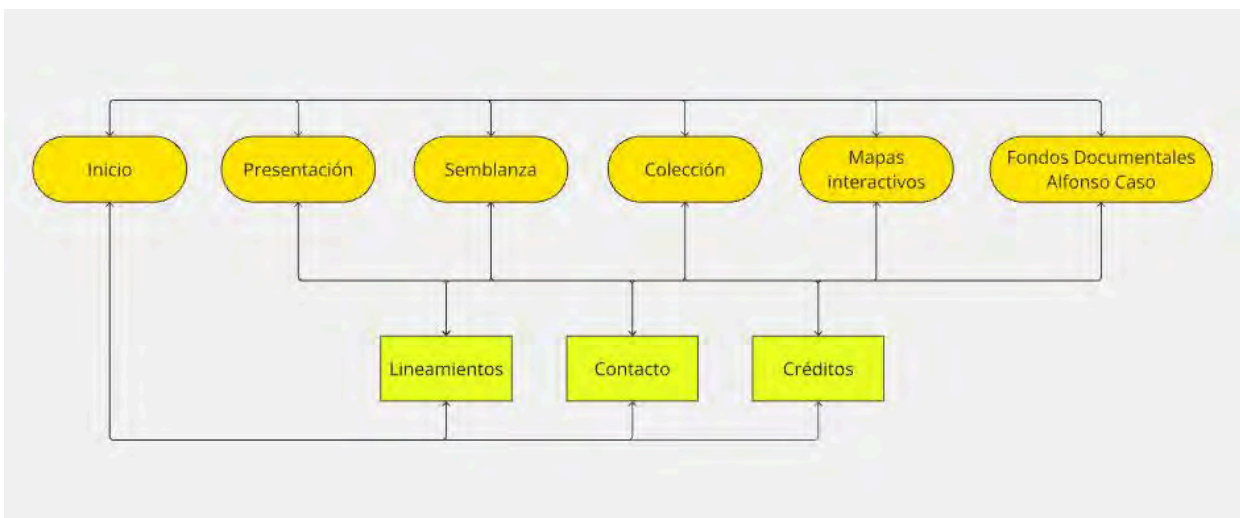 Inicio
Presentación
Semblanza
Colección
Mapas
interactivos
Fondos Documentales
Alfonso Caso
Lineamientos
Contacto
Créditos